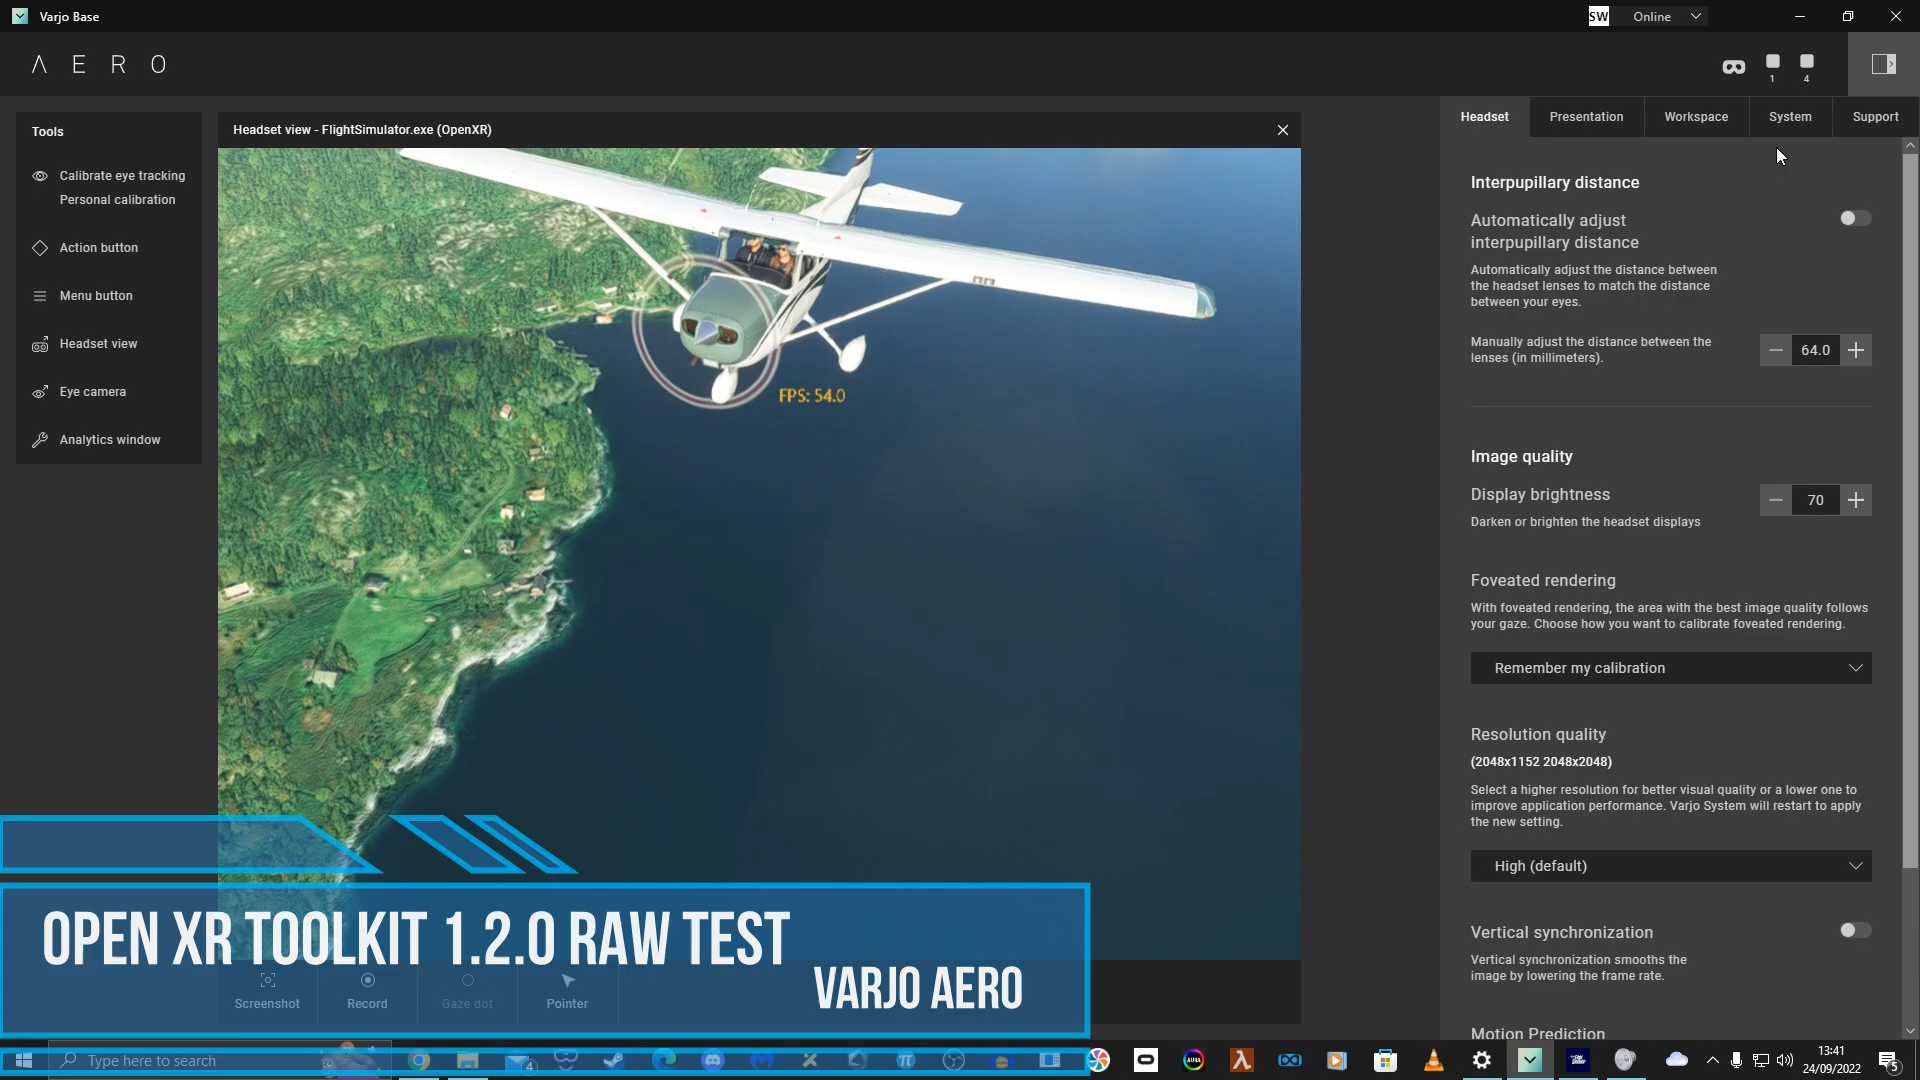 Varjo Base
SW
Online
AERO
1
4
Tools
Calibrate eye tracking
Personal calibration
Action button
Menu button
Headset view
Eye camera
Analytics window
Headset view - FlightSimulator.exe (OpenXR)
FPS: 54.0
Headset
Presentation
Workspace
System
Support
Interpupillary distance
Automatically adjust
interpupillary distance
Automatically adjust the distance between
the headset lenses to match the distance
between your eyes.
Manually adjust the distance between the
lenses (in millimeters).
64.0
Image quality
Display brightness
70
Darken or brighten the headset displays
Foveated rendering
With foveated rendering, the area with the best image quality follows
your gaze. Choose how you want to calibrate foveated rendering.
Remember my calibration
Resolution quality
(2048x1152 2048x2048)
Select a higher resolution for better visual quality or a lower one to
improve application performance. Varjo System will restart to apply
the new setting.
High (default)
Vertical synchronization
Vertical synchronization smooths the
image by lowering the frame rate.
Motion Prediction
OPEN XR TOOLKIT 1.2.0 RAW TEST
VARJO AERO
Screenshot
Record
Gaze dot
Pointer
Type here to search
4
AURA
13:41
24/09/2022
5